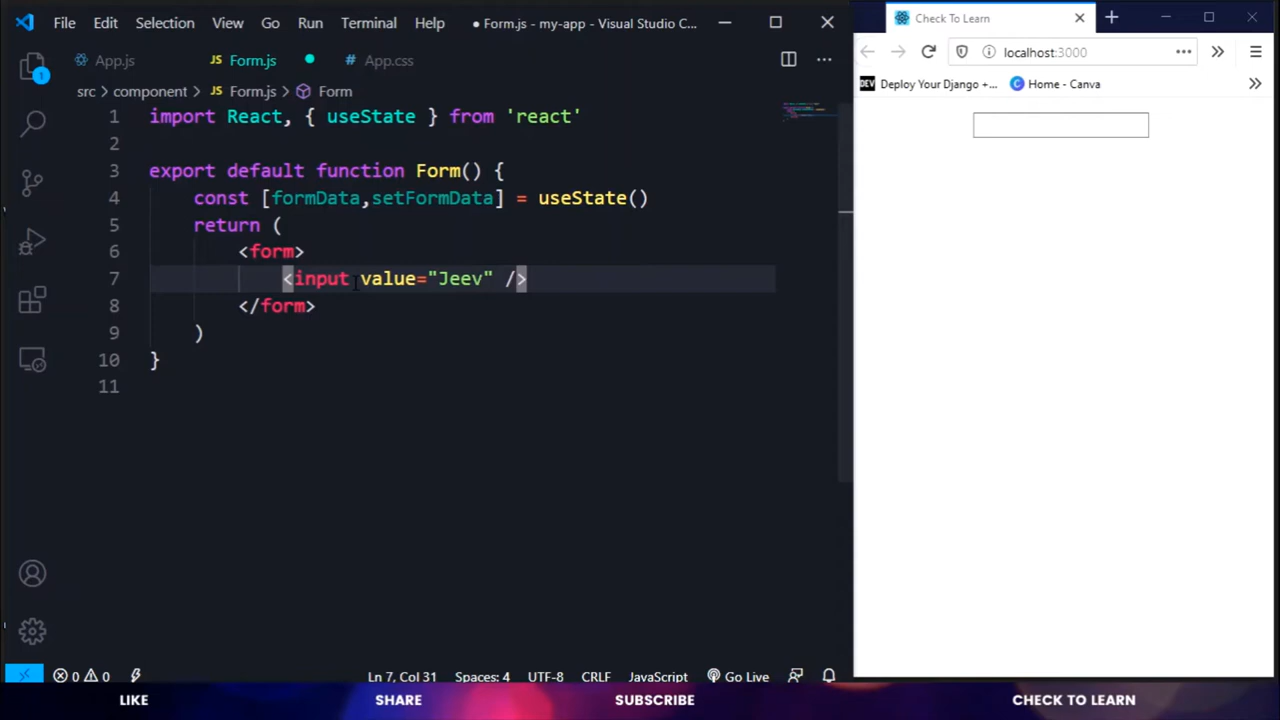 File Edit Selection View Go Run Terminal Help ● Form.js - my-app - Visual Studio C...
App.js JS Form.js # App.css
src > component > JS Form.js > Form
1 import React, { useState } from 'react'
2
3 export default function Form() {
4 const [formData,setFormData] = useState()
5 return (
6 <form>
7 <input value="Jeev" />
8 </form>
9 )
10 }
11
1
0 0 Ln 7, Col 31 Spaces: 4 UTF-8 CRLF JavaScript Go Live
Check To Learn
localhost:3000
DEV Deploy Your Django +... C Home - Canva
LIKE SHARE SUBSCRIBE CHECK TO LEARN